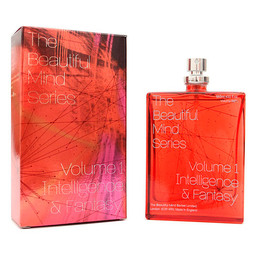 The
Beautiful
Mind
Series
Volume 1
Intelligence
& Fantasy
The
Beautiful
Mind
Series
Volume 1
Intelligence
& Fantasy